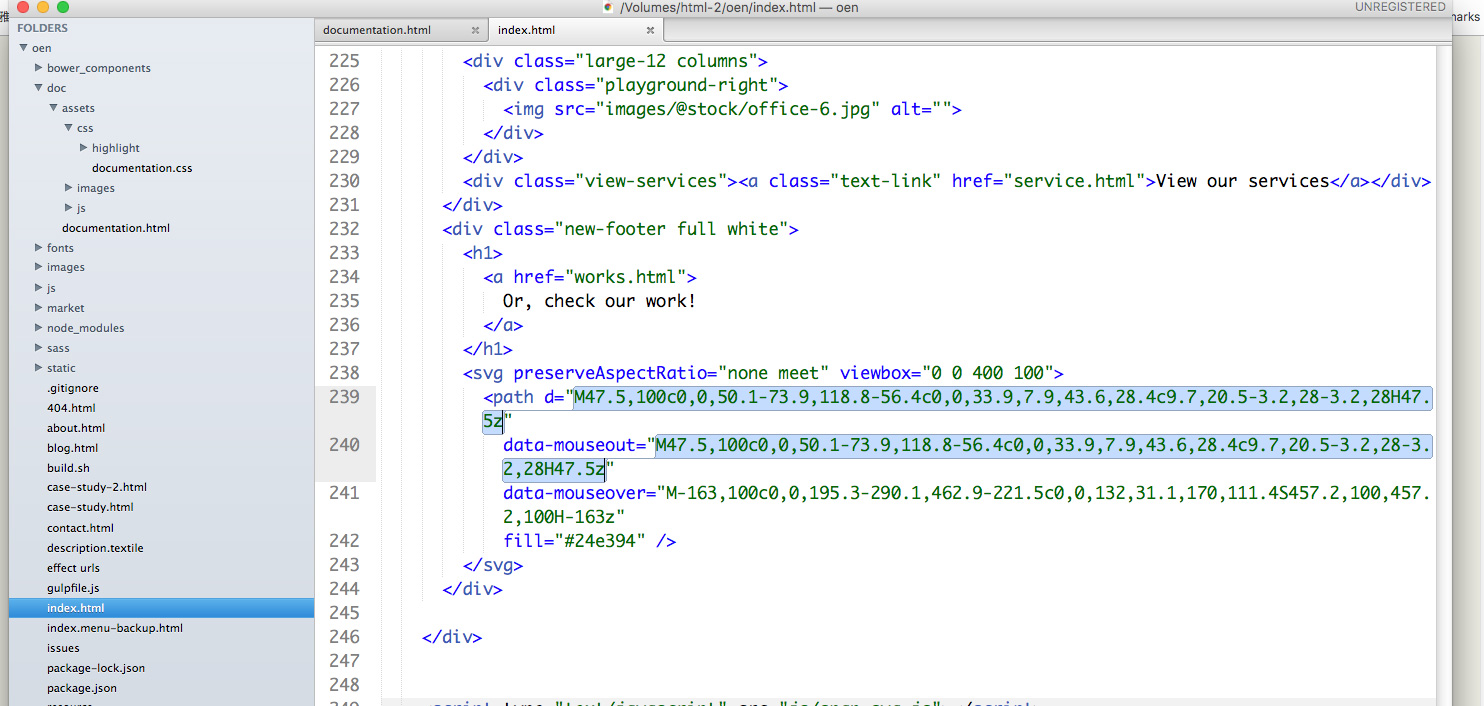 /Volumes/html-2/oen/index.html — oen
UNREGISTERED
arks
FOLDERS
oen
bower_components
doc
assets
css
highlight
documentation.css
images
js
documentation.html
fonts
images
js
market
node_modules
sass
static
.gitignore
404.html
about.html
blog.html
build.sh
case-study-2.html
case-study.html
contact.html
description.textile
effect urls
gulpfile.js
index.html
index.menu-backup.html
issues
package-lock.json
package.json
documentation.html
index.html
225 <div class="large-12 columns">
226 <div class="playground-right">
227 <img src="images/@stock/office-6.jpg" alt="">
228 </div>
229 </div>
230 <div class="view-services"><a class="text-link" href="service.html">View our services</a></div>
231 </div>
232 <div class="new-footer full white">
233 <h1>
234 <a href="works.html">
235 Or, check our work!
236 </a>
237 </h1>
238 <svg preserveAspectRatio="none meet" viewbox="0 0 400 100">
239 <path d="M47.5,100c0,0,50.1-73.9,118.8-56.4c0,0,33.9,7.9,43.6,28.4c9.7,20.5-3.2,28-3.2,28H47.
5z"
240 data-mouseout="M47.5,100c0,0,50.1-73.9,118.8-56.4c0,0,33.9,7.9,43.6,28.4c9.7,20.5-3.2,28-3.
2,28H47.5z"
241 data-mouseover="M-163,100c0,0,195.3-290.1,462.9-221.5c0,0,132,31.1,170,111.4S457.2,100,457.
2,100H-163z"
242 fill="#24e394" />
243 </svg>
244 </div>
245
246 </div>
247
248